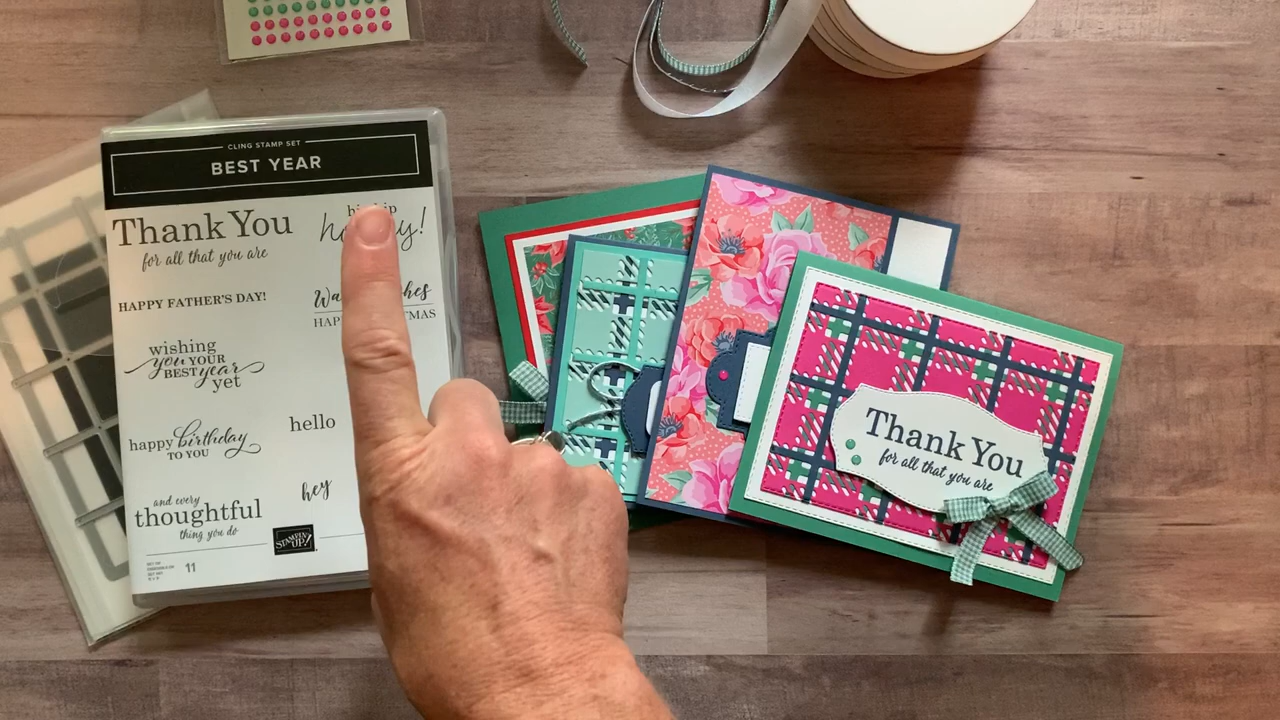 CLING STAMP SET
BEST YEAR
Thank You
for all that you are
HAPPY FATHER'S DAY!
wishing
you YOUR
BEST year
yet
hello
happy birthday
TO YOU
hey
and every
thoughtful
thing you do
STAMPIN' UP!
11
Thank You
for all that you are